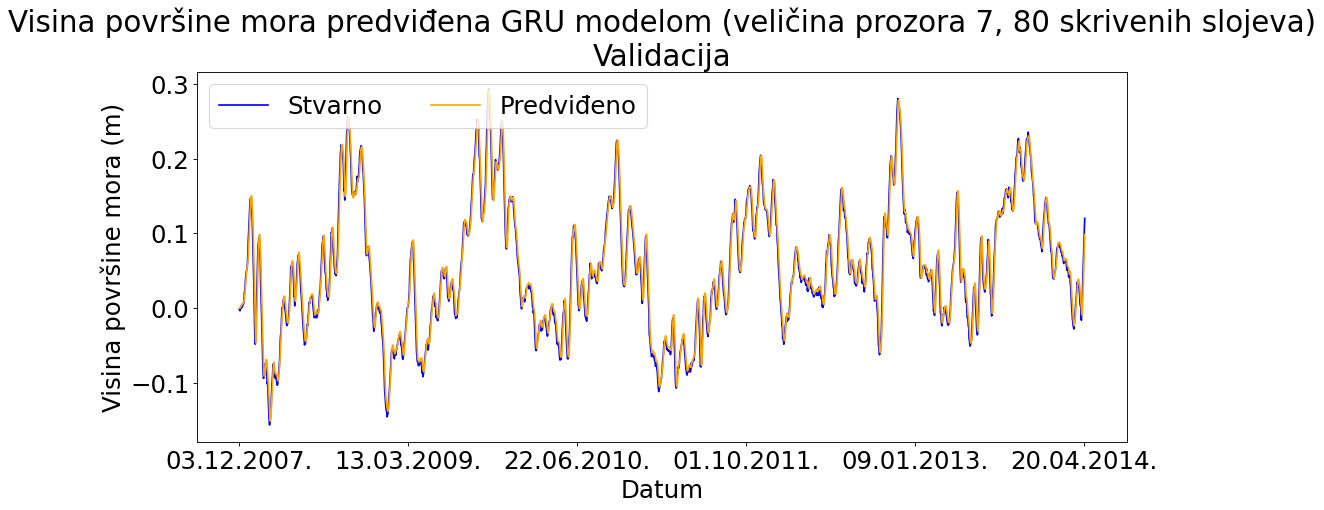 Visina površine mora predviđena GRU modelom (veličina prozora 7, 80 skrivenih slojeva)
Validacija
Stvarno
Predviđeno
Visina površine mora (m)
0.3
0.2
0.1
0.0
−0.1
03.12.2007.
13.03.2009.
22.06.2010.
01.10.2011.
09.01.2013.
20.04.2014.
Datum